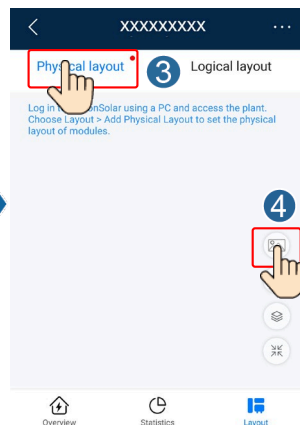 XXXXXXXXX
Physical layout
3
Logical layout
Log in to using a PC and access the plant.
Choose Layout > Add Physical Layout to set the physical
layout of modules.
4
Overview
Statistics
Layout